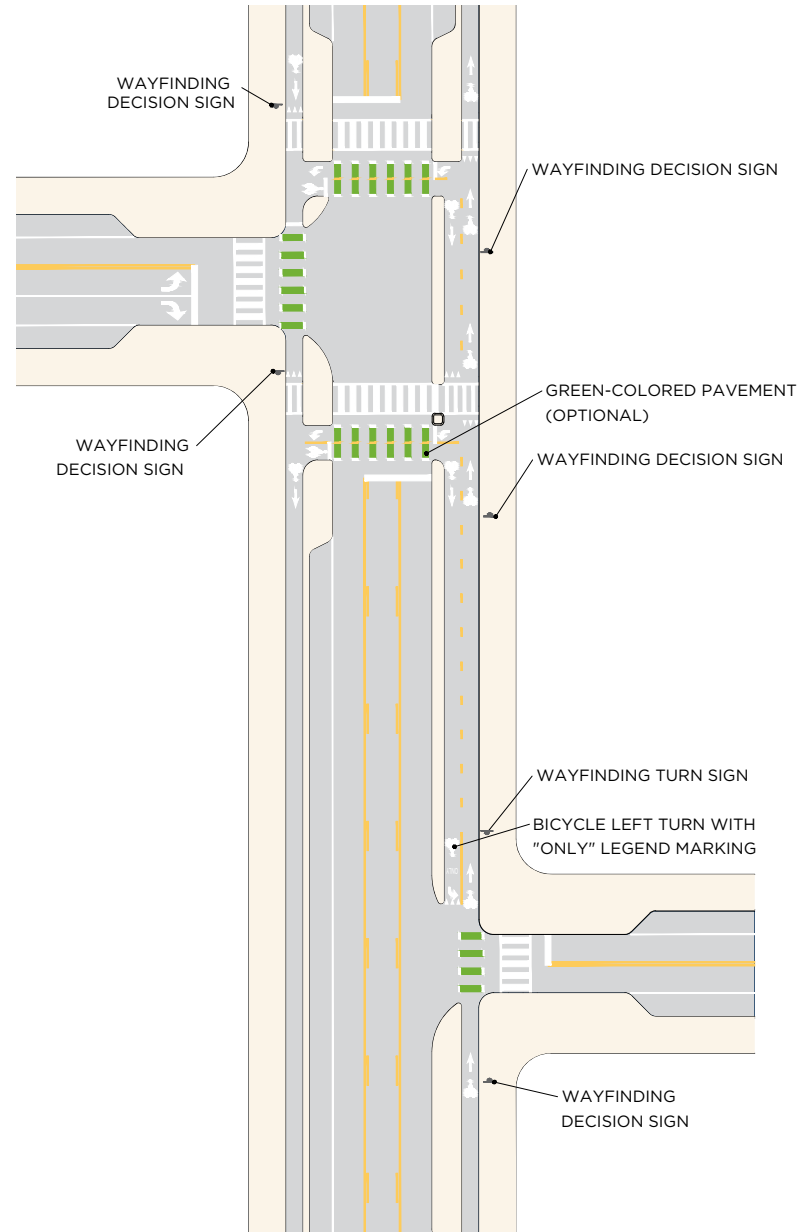 WAYFINDING
DECISION SIGN
WAYFINDING DECISION SIGN
GREEN-COLORED PAVEMENT
(OPTIONAL)
WAYFINDING
DECISION SIGN
WAYFINDING DECISION SIGN
WAYFINDING TURN SIGN
BICYCLE LEFT TURN WITH
"ONLY" LEGEND MARKING
WAYFINDING
DECISION SIGN